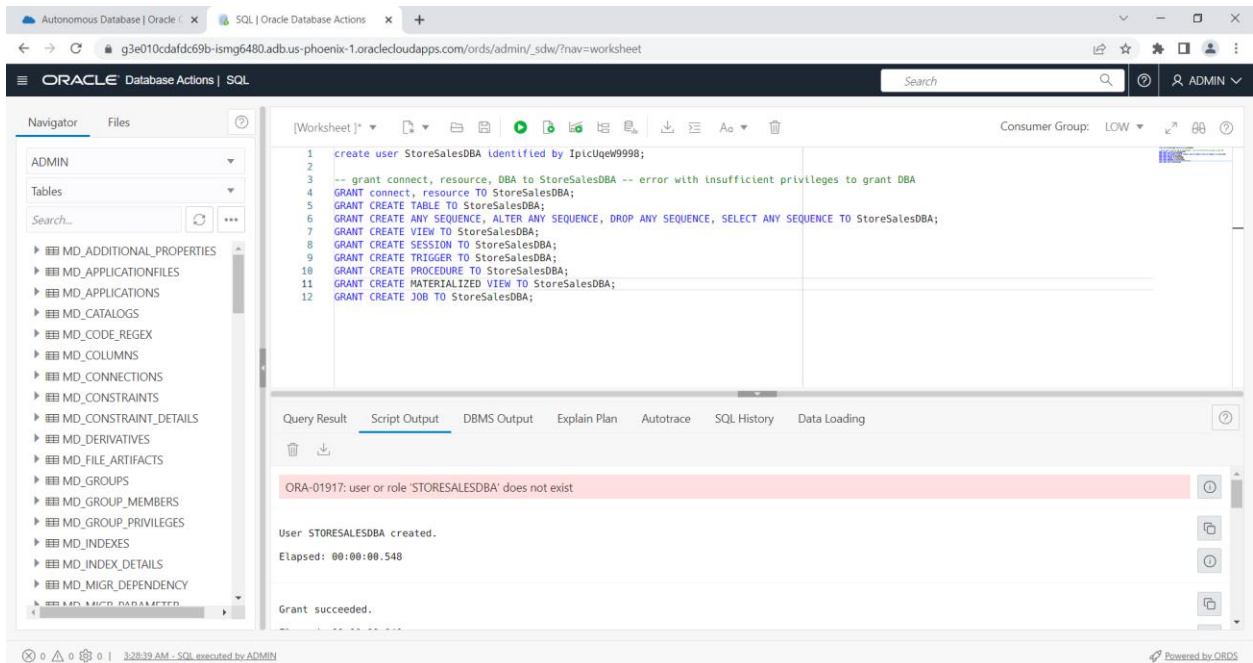 Autonomous Database | Oracle C
SQL | Oracle Database Actions
g3e010cdafdc69b-ismg6480.adb.us-phoenix-1.oraclecloudapps.com/ords/admin/_sdw/?nav=worksheet
ORACLE Database Actions | SQL
Search
ADMIN
Navigator
Files
ADMIN
Tables
Search...
MD_ADDITIONAL_PROPERTIES
MD_APPLICATIONFILES
MD_APPLICATIONS
MD_CATALOGS
MD_CODE_REGEX
MD_COLUMNS
MD_CONNECTIONS
MD_CONSTRAINTS
MD_CONSTRAINT_DETAILS
MD_DERIVATIVES
MD_FILE_ARTIFACTS
MD_GROUPS
MD_GROUP_MEMBERS
MD_GROUP_PRIVILEGES
MD_INDEXES
MD_INDEX_DETAILS
MD_MIGR_DEPENDENCY
MD_MIGR_PARAMETER
[Worksheet]*
Aa
Consumer Group: LOW
1 create user StoreSalesDBA identified by IpicUqeW9998;
2
3 -- grant connect, resource, DBA to StoreSalesDBA -- error with insufficient privileges to grant DBA
4 GRANT connect, resource TO StoreSalesDBA;
5 GRANT CREATE TABLE TO StoreSalesDBA;
6 GRANT CREATE ANY SEQUENCE, ALTER ANY SEQUENCE, DROP ANY SEQUENCE, SELECT ANY SEQUENCE TO StoreSalesDBA;
7 GRANT CREATE VIEW TO StoreSalesDBA;
8 GRANT CREATE SESSION TO StoreSalesDBA;
9 GRANT CREATE TRIGGER TO StoreSalesDBA;
10 GRANT CREATE PROCEDURE TO StoreSalesDBA;
11 GRANT CREATE MATERIALIZED VIEW TO StoreSalesDBA;
12 GRANT CREATE JOB TO StoreSalesDBA;
Query Result
Script Output
DBMS Output
Explain Plan
Autotrace
SQL History
Data Loading
ORA-01917: user or role 'STORESALESDBA' does not exist
User STORESALESDBA created.
Elapsed: 00:00:00.548
Grant succeeded.
0 0 0 | 3:28:39 AM - SQL executed by ADMIN
Powered by ORDS